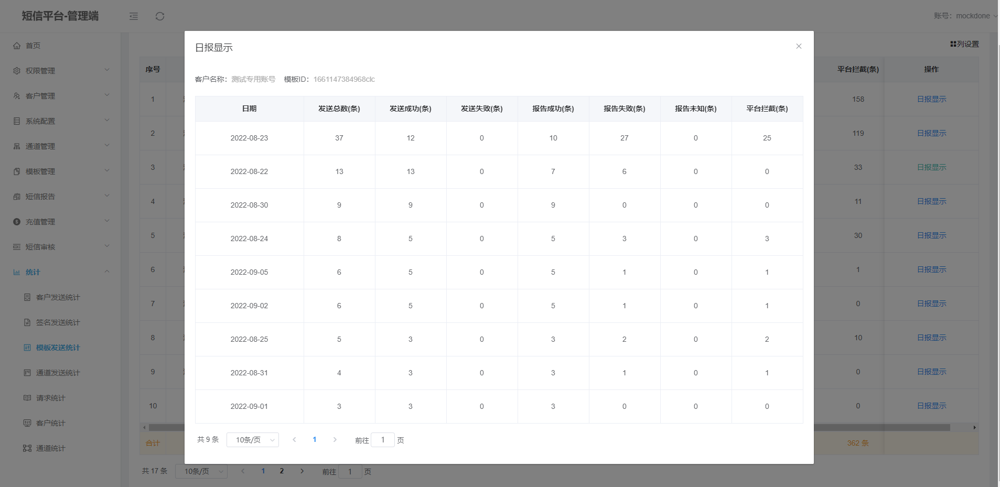 短信平台-管理端
账号：mockdone
首页
权限管理
客户管理
系统配置
通道管理
模板管理
短信报告
充值管理
短信审核
统计
客户发送统计
签名发送统计
模板发送统计
通道发送统计
请求统计
客户统计
通道统计
列设置
序号 平台拦截(条) 操作
1 158 日报显示
2 119 日报显示
3 33 日报显示
4 11 日报显示
5 30 日报显示
6 1 日报显示
7 0 日报显示
8 10 日报显示
9 0 日报显示
10 0 日报显示
合计 362 条
共 17 条 10条/页 1 2 前往 1 页
日报显示
客户名称：测试专用账号 模板ID：1661147384968clc
日期 发送总数(条) 发送成功(条) 发送失败(条) 报告成功(条) 报告失败(条) 报告未知(条) 平台拦截(条)
2022-08-23 37 12 0 10 27 0 25
2022-08-22 13 13 0 7 6 0 0
2022-08-30 9 9 0 9 0 0 0
2022-08-24 8 5 0 5 3 0 3
2022-09-05 6 5 0 5 1 0 1
2022-09-02 6 5 0 5 1 0 1
2022-08-25 5 3 0 3 2 0 2
2022-08-31 4 3 0 3 1 0 1
2022-09-01 3 3 0 3 0 0 0
共 9 条 10条/页 1 前往 1 页